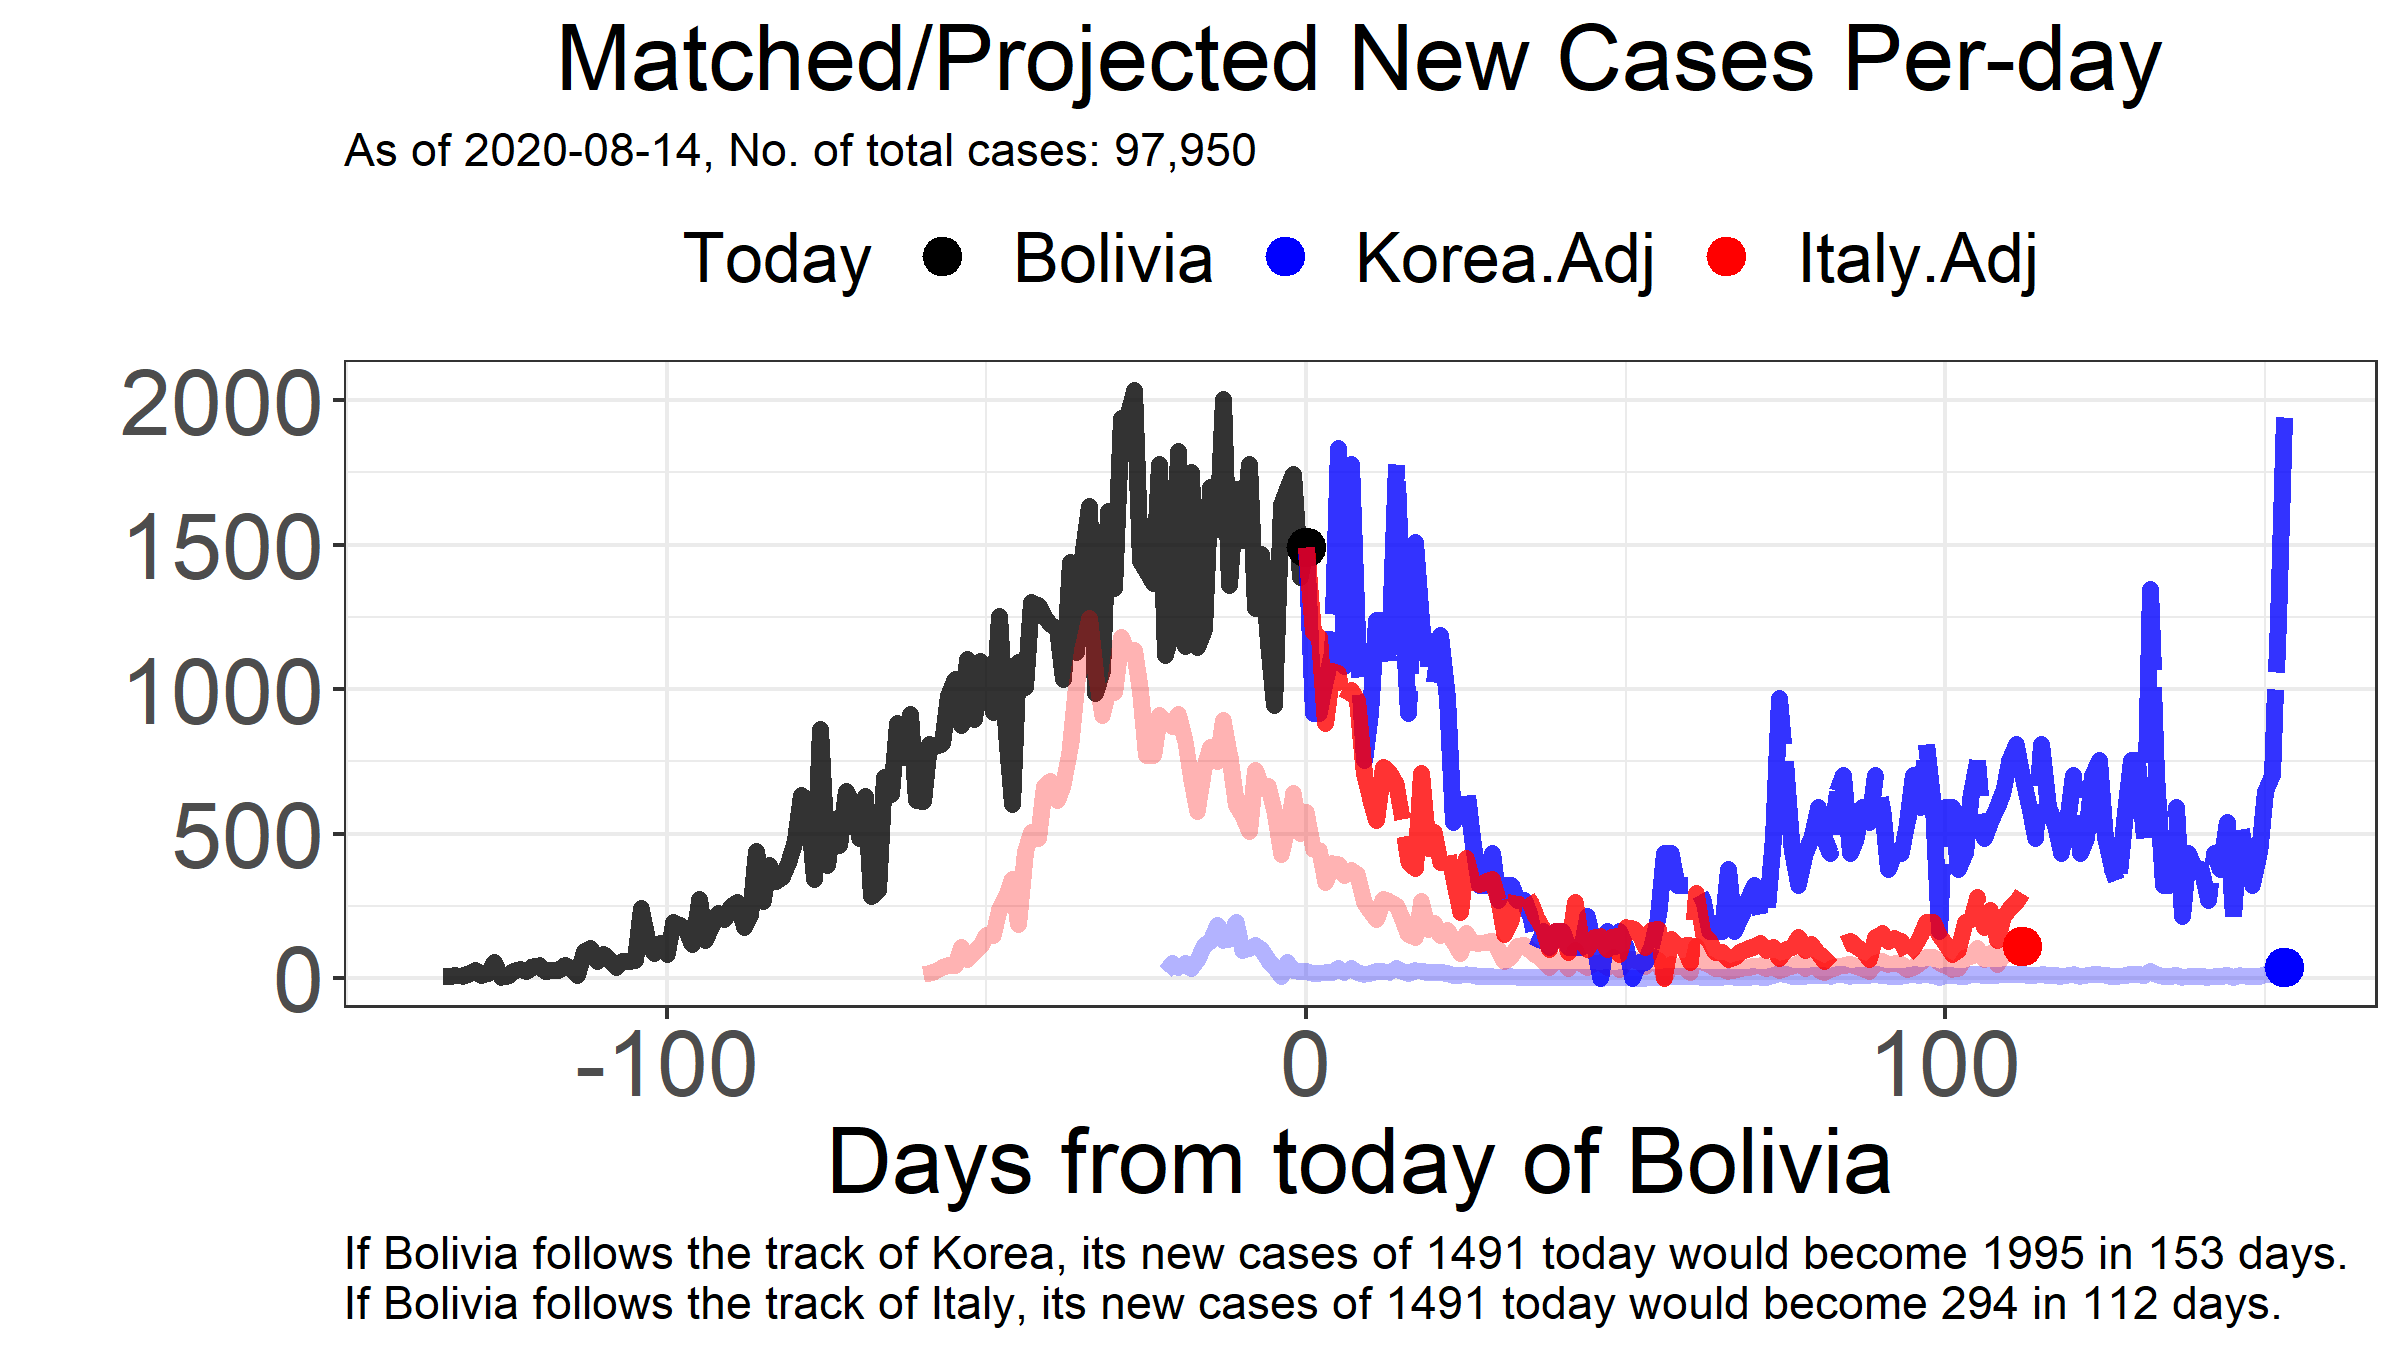 Matched/Projected New Cases Per-day
As of 2020-08-14, No. of total cases: 97,950
Today Bolivia Korea.Adj Italy.Adj
2000
1500
1000
500
0
-100 0 100
Days from today of Bolivia
If Bolivia follows the track of Korea, its new cases of 1491 today would become 1995 in 153 days.
If Bolivia follows the track of Italy, its new cases of 1491 today would become 294 in 112 days.